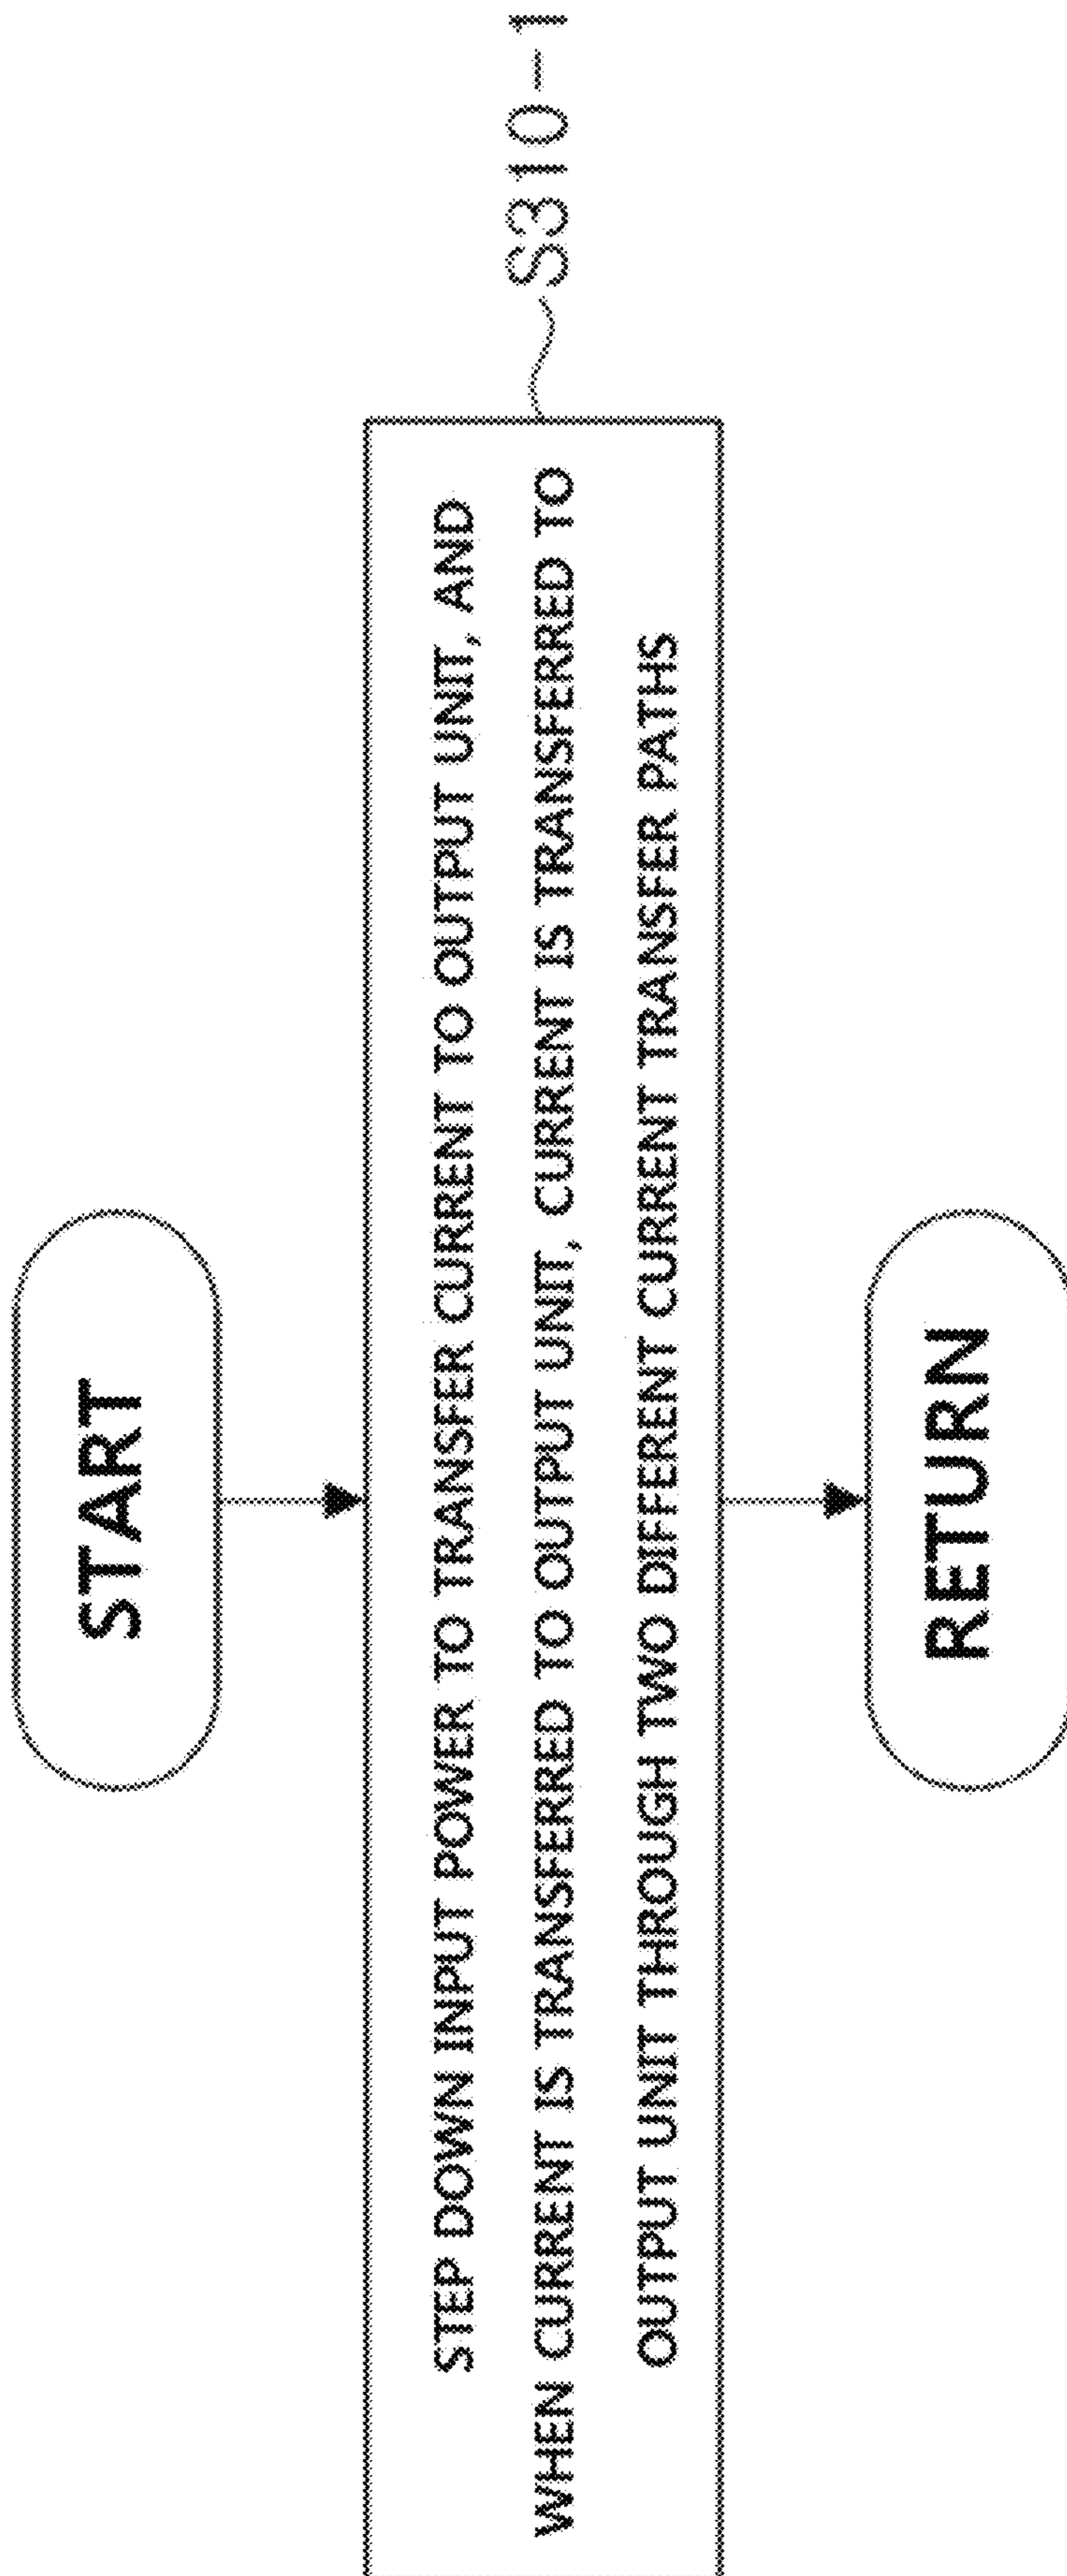 START
STEP DOWN INPUT POWER TO TRANSFER CURRENT TO OUTPUT UNIT, AND
WHEN CURRENT IS TRANSFERRED TO OUTPUT UNIT, CURRENT IS TRANSFERRED TO
OUTPUT UNIT THROUGH TWO DIFFERENT CURRENT TRANSFER PATHS
S310-1
RETURN